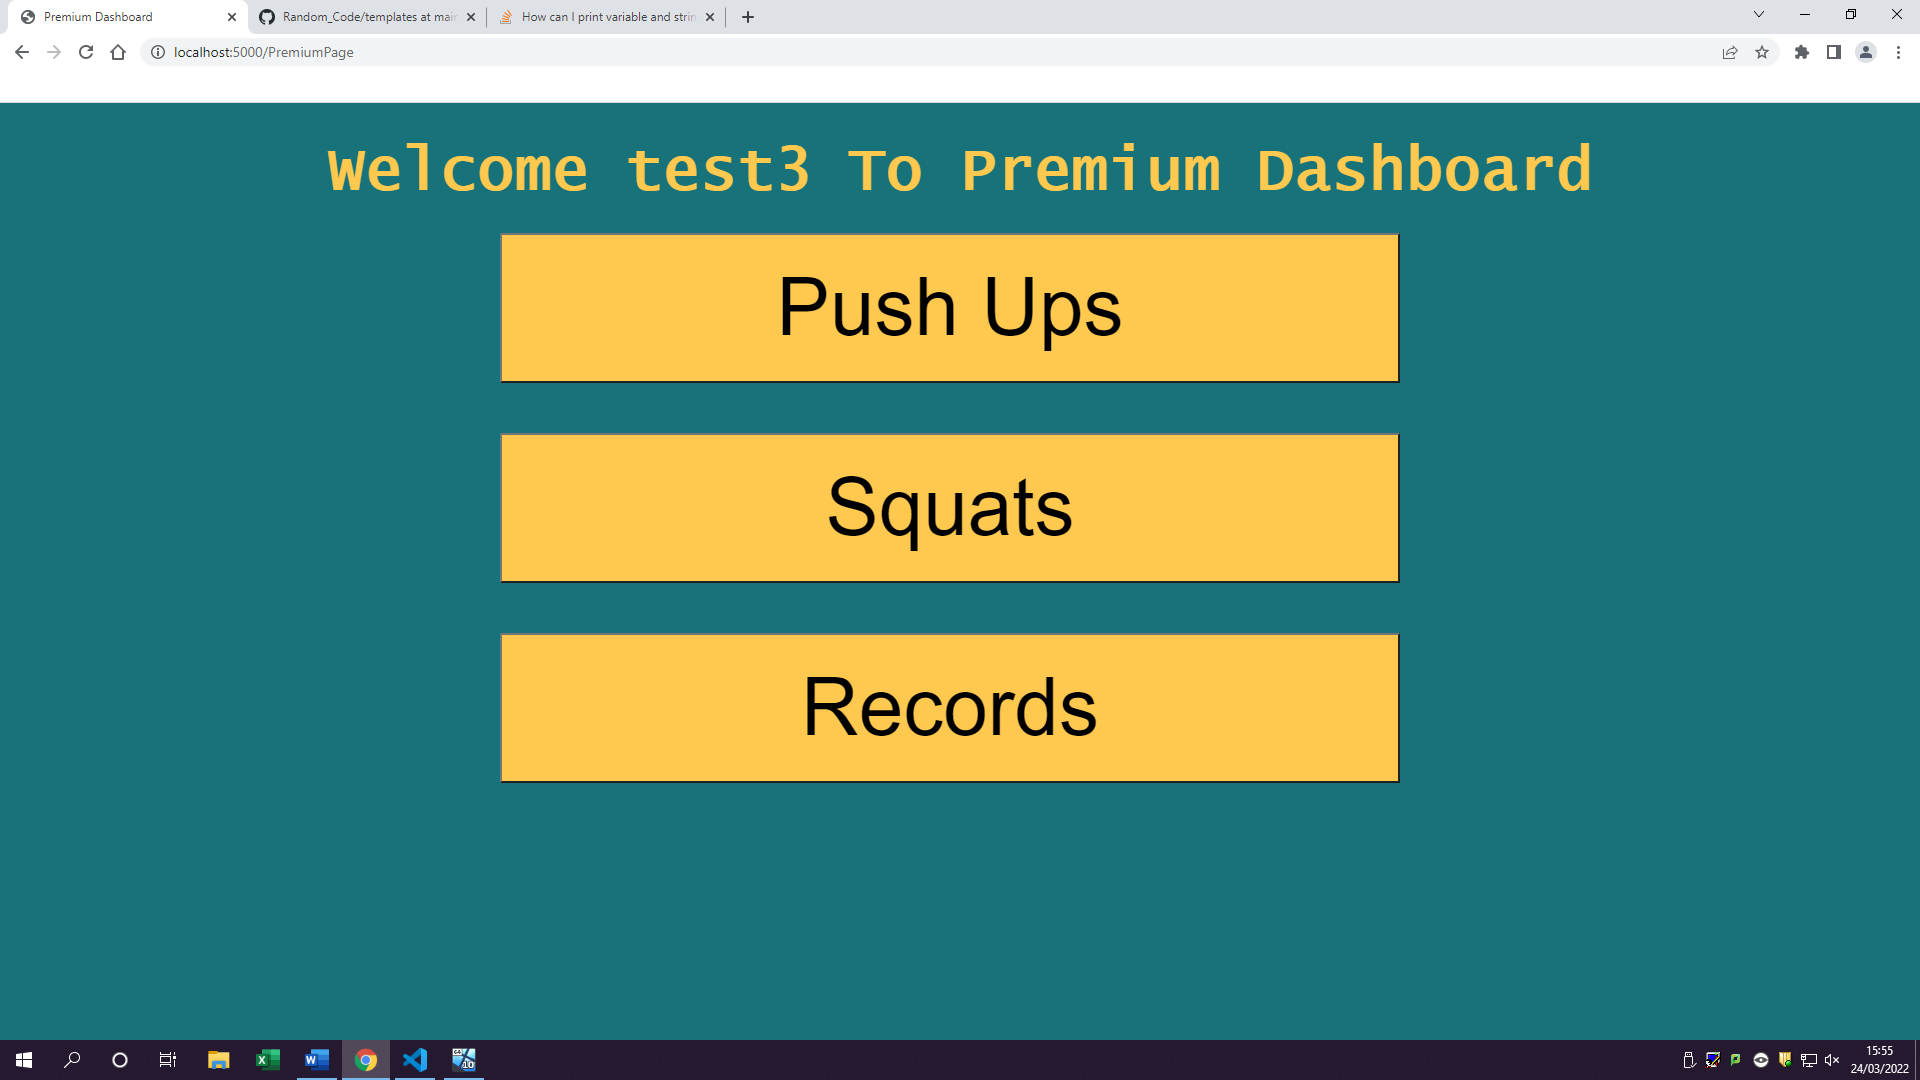 Premium Dashboard
Random_Code/templates at mai
How can I print variable and strin
localhost:5000/PremiumPage
Welcome test3 To Premium Dashboard
Push Ups
Squats
Records
15:55
24/03/2022